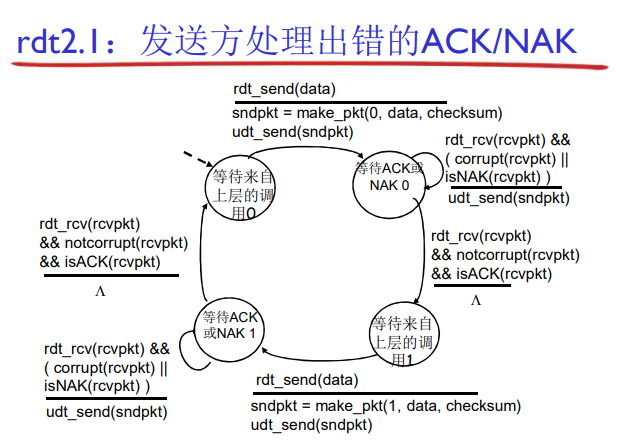 rdt2.1：发送方处理出错的ACK/NAK
rdt_send(data)
sndpkt = make_pkt(0, data, checksum)
udt_send(sndpkt)
等待来自
上层的调
用0
等待ACK或
NAK 0
rdt_rcv(rcvpkt) &&
( corrupt(rcvpkt) ||
isNAK(rcvpkt) )
udt_send(sndpkt)
rdt_rcv(rcvpkt)
&& notcorrupt(rcvpkt)
&& isACK(rcvpkt)
Λ
rdt_rcv(rcvpkt)
&& notcorrupt(rcvpkt)
&& isACK(rcvpkt)
Λ
等待ACK
或NAK 1
等待来自
上层的调
用1
rdt_rcv(rcvpkt) &&
( corrupt(rcvpkt) ||
isNAK(rcvpkt) )
udt_send(sndpkt)
rdt_send(data)
sndpkt = make_pkt(1, data, checksum)
udt_send(sndpkt)